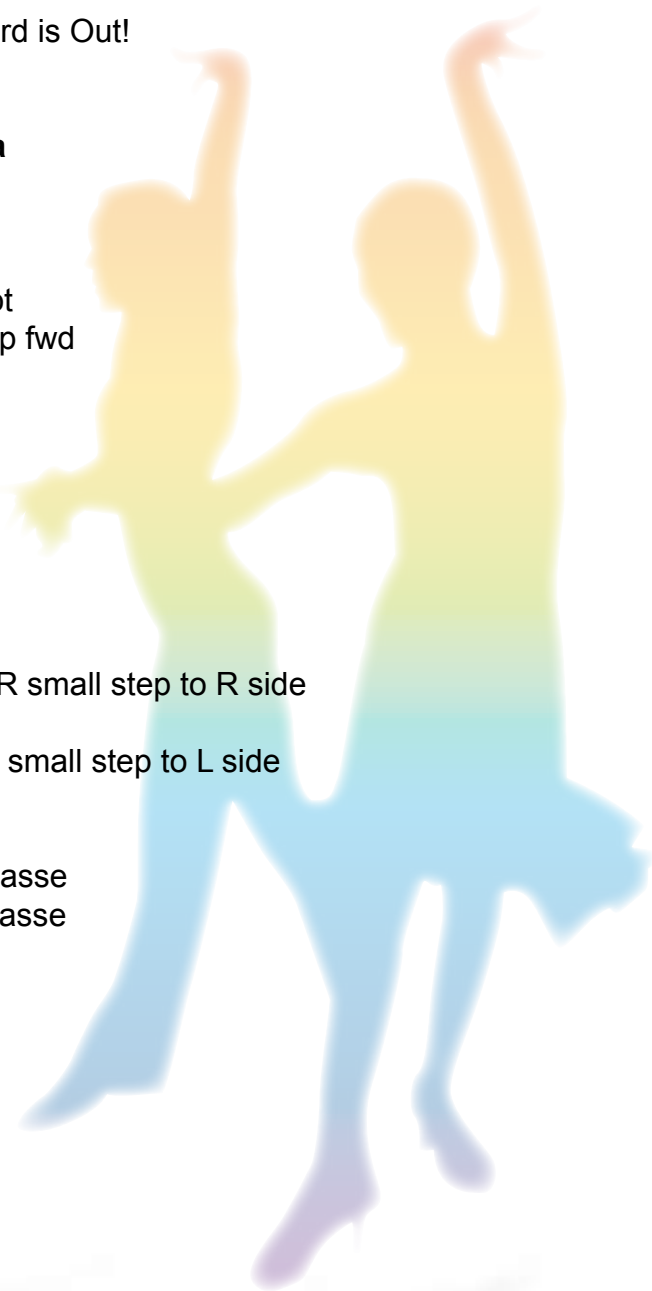 rd is Out!
a
ot
p fwd
R small step to R side
small step to L side
asse
asse